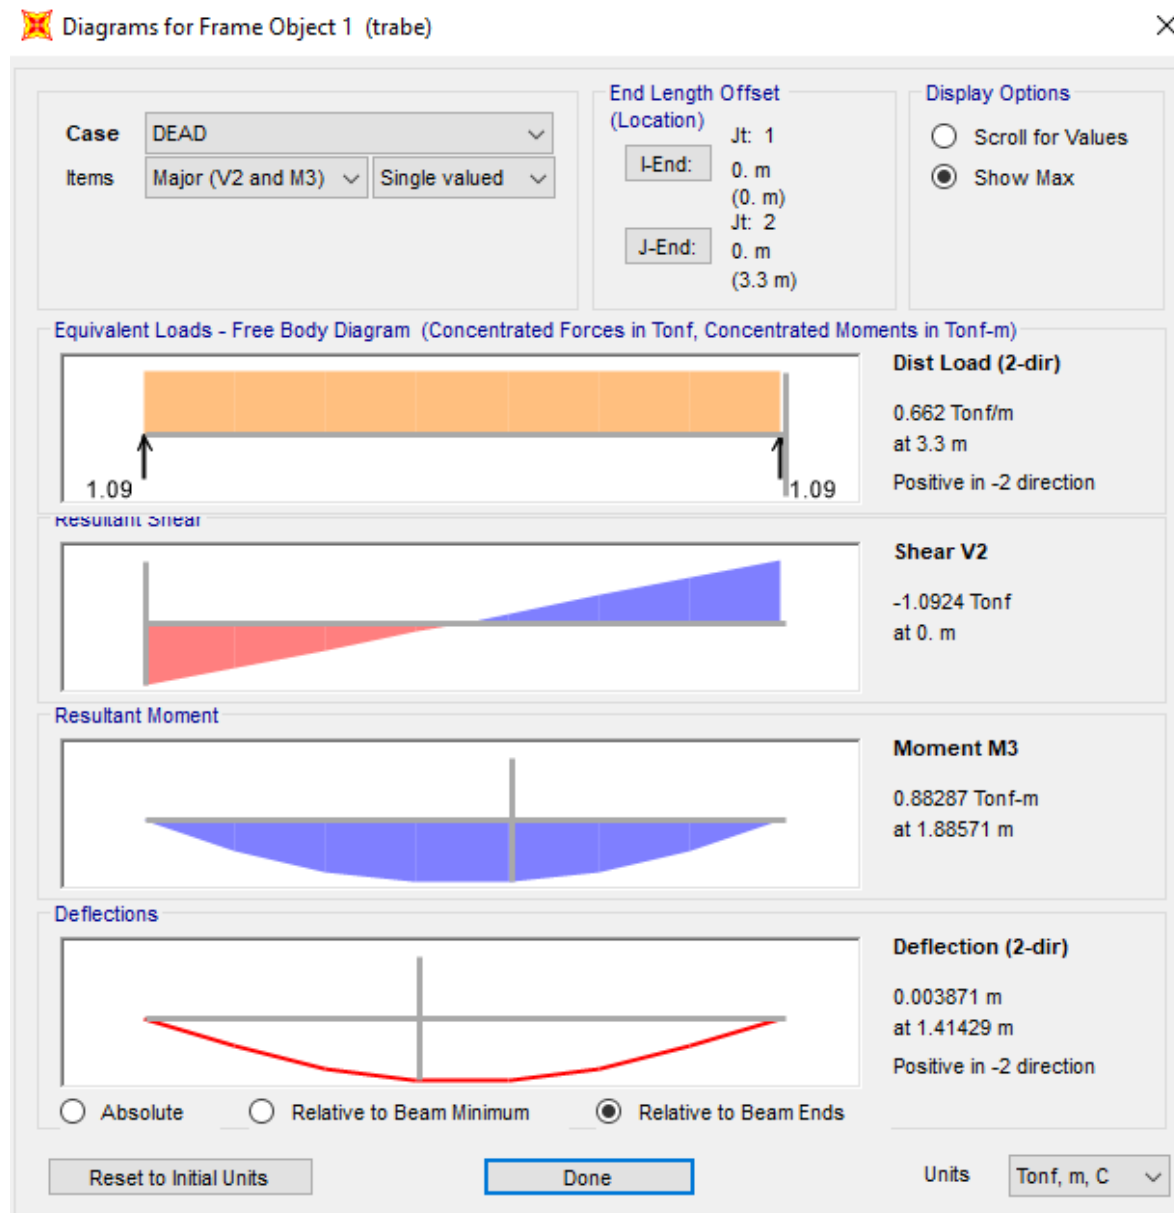 Diagrams for Frame Object 1 (trabe)
Case DEAD
Items Major (V2 and M3) Single valued
End Length Offset
(Location)
Jt: 1
I-End: 0. m
(0. m)
Jt: 2
J-End: 0. m
(3.3 m)
Display Options
Scroll for Values
Show Max
Equivalent Loads - Free Body Diagram (Concentrated Forces in Tonf, Concentrated Moments in Tonf-m)
1.09
1.09
Dist Load (2-dir)
0.662 Tonf/m
at 3.3 m
Positive in -2 direction
Resultant Shear
Shear V2
-1.0924 Tonf
at 0. m
Resultant Moment
Moment M3
0.88287 Tonf-m
at 1.88571 m
Deflections
Deflection (2-dir)
0.003871 m
at 1.41429 m
Positive in -2 direction
Absolute Relative to Beam Minimum Relative to Beam Ends
Reset to Initial Units Done Units Tonf, m, C